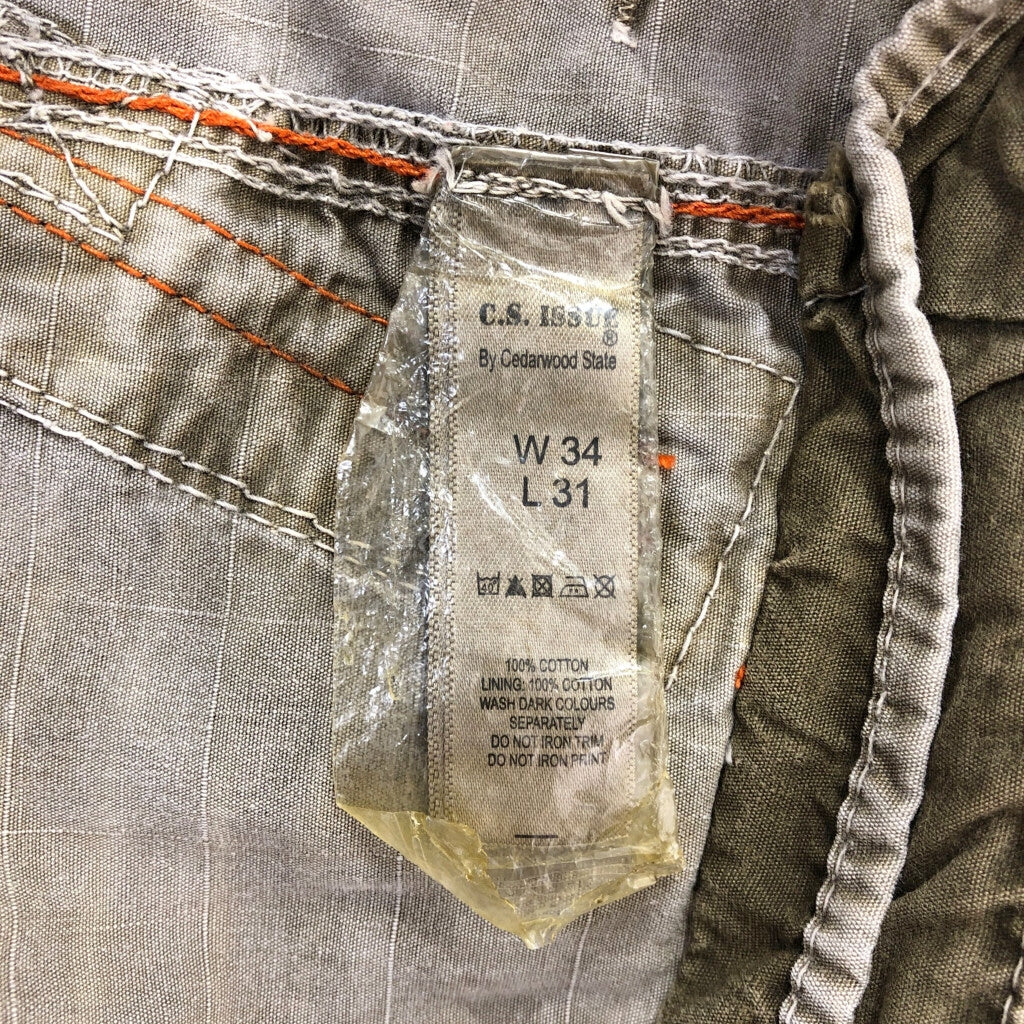 C.S. ISSUE
®
By Cedarwood State
W 34
L 31
40
100% COTTON
LINING: 100% COTTON
WASH DARK COLOURS
SEPARATELY
DO NOT IRON TRIM
DO NOT IRON PRINT